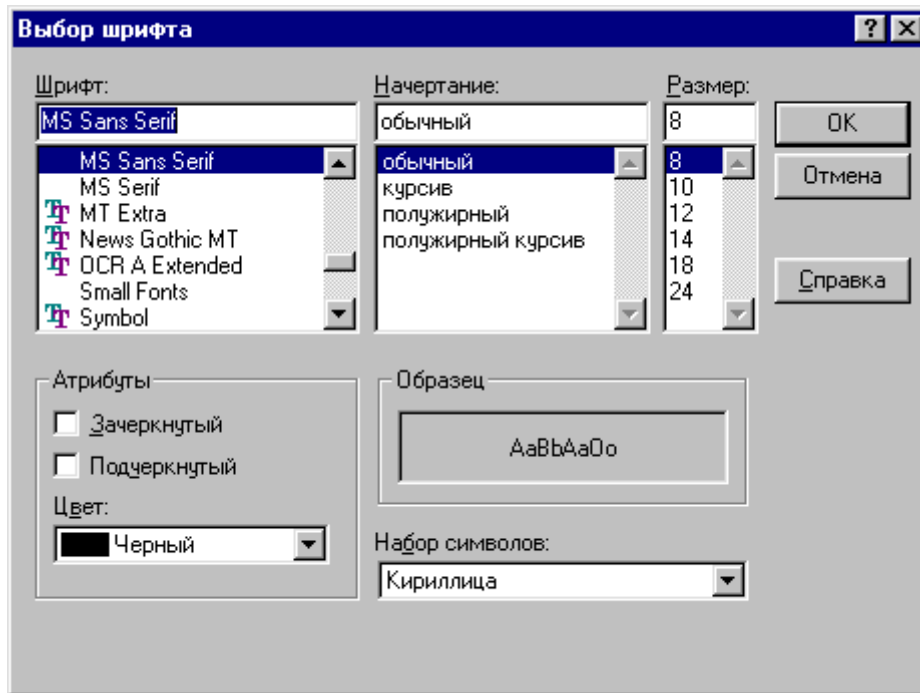 Выбор шрифта
Шрифт:
MS Sans Serif
MS Sans Serif
MS Serif
MT Extra
News Gothic MT
OCR A Extended
Small Fonts
Symbol
Начертание:
обычный
обычный
курсив
полужирный
полужирный курсив
Размер:
8
8
10
12
14
18
24
OK
Отмена
Справка
Атрибуты
Зачеркнутый
Подчеркнутый
Цвет:
Черный
Образец
AaBbАаОо
Набор символов:
Кириллица